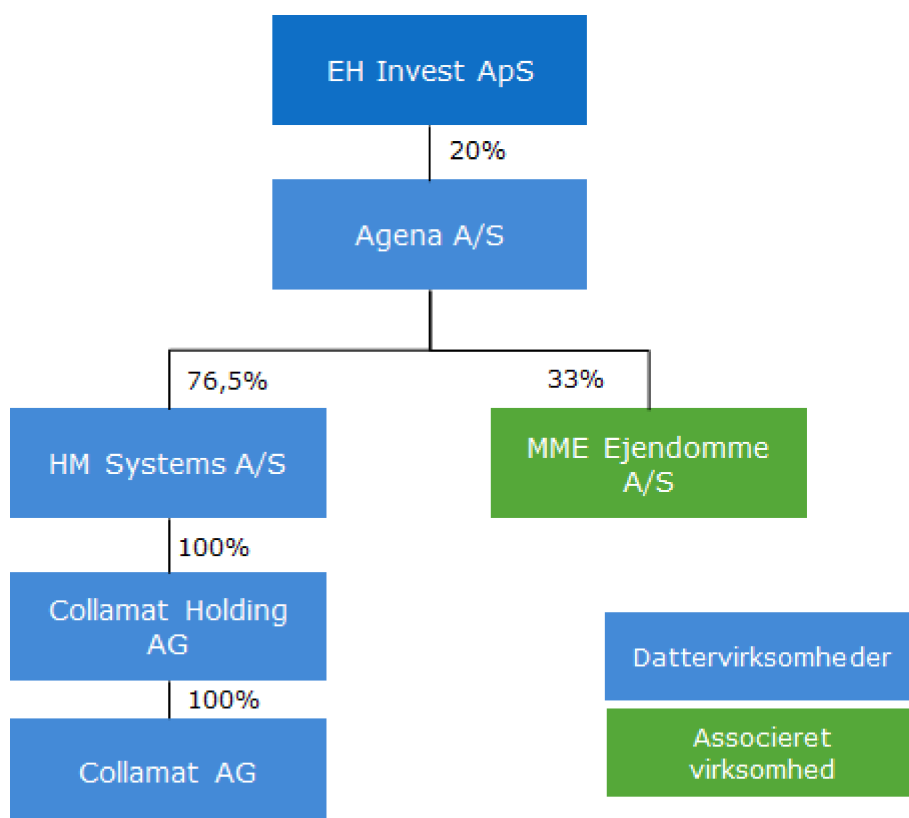 EH Invest ApS
20%
Agena A/S
76,5%
33%
HM Systems A/S
MME Ejendomme
A/S
100%
Collamat Holding
AG
100%
Collamat AG
Dattervirksomheder
Associeret
virksomhed